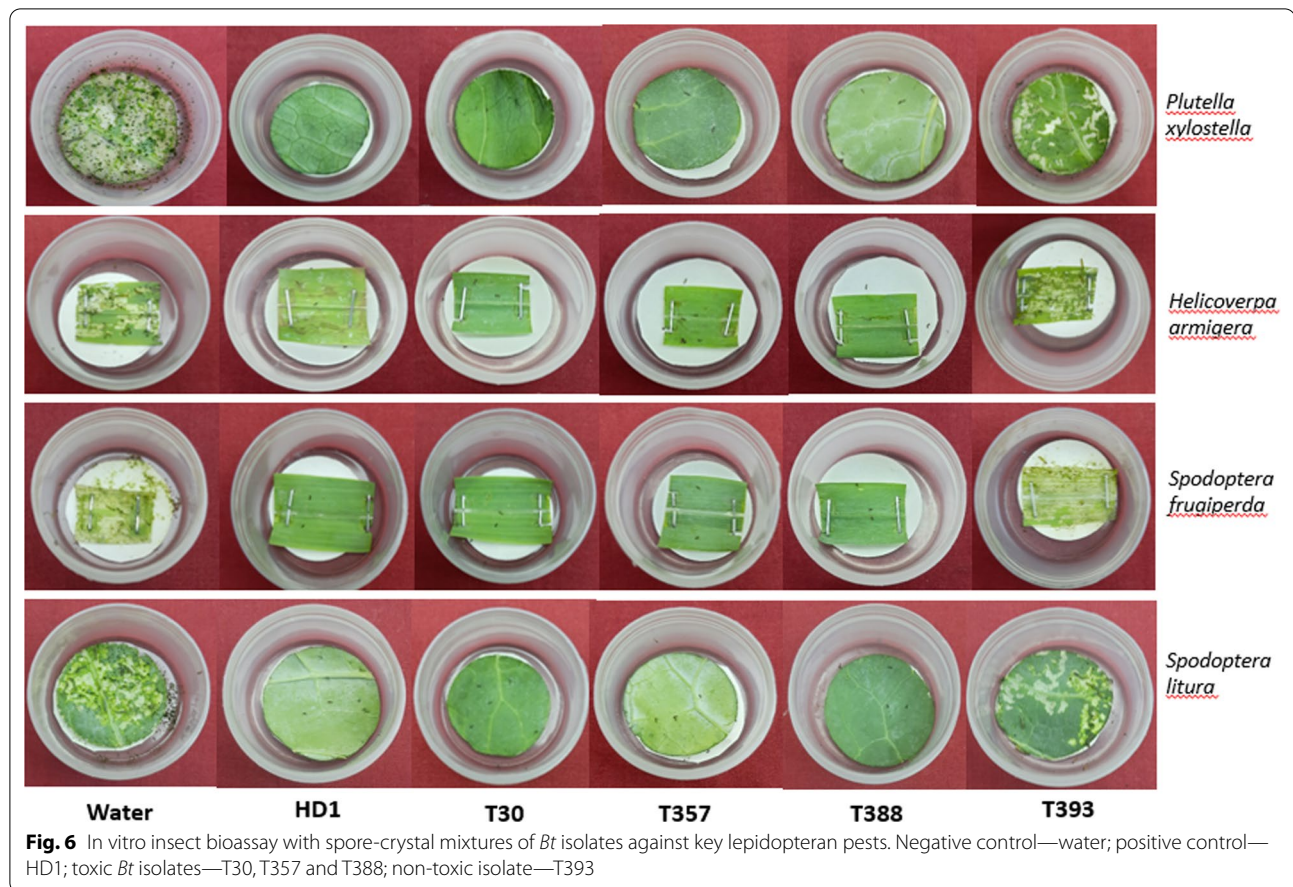 Plutella
xylostella
Helicoverpa
armigera
Spodoptera
frugiperda
Spodoptera
litura
Water HD1 T30 T357 T388 T393
Fig. 6 In vitro insect bioassay with spore-crystal mixtures of Bt isolates against key lepidopteran pests. Negative control—water; positive control—
HD1; toxic Bt isolates—T30, T357 and T388; non-toxic isolate—T393